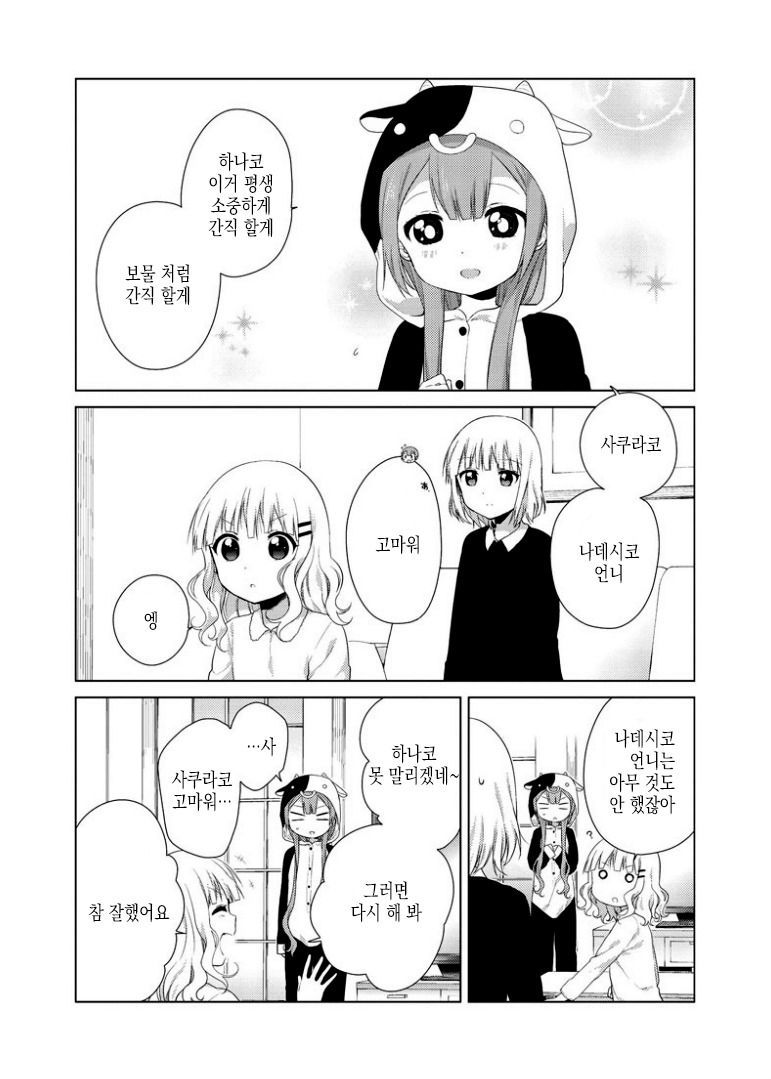 하나코
이거 평생
소중하게
간직 할게
보물 처럼
간직 할게
사쿠라코
나데시코
언니
あ、
고마워
엥
나데시코
언니는
아무 것도
안 했잖아
?
하나코
못 말리겠네~
그러면
다시 해 봐
…사
사쿠라코
고마워…
참 잘했어요